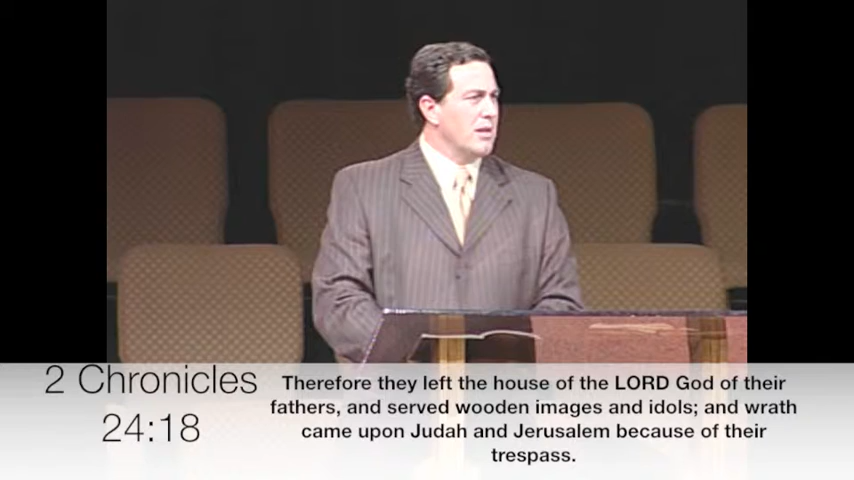 2 Chronicles
24:18
Therefore they left the house of the LORD God of their
fathers, and served wooden images and idols; and wrath
came upon Judah and Jerusalem because of their
trespass.